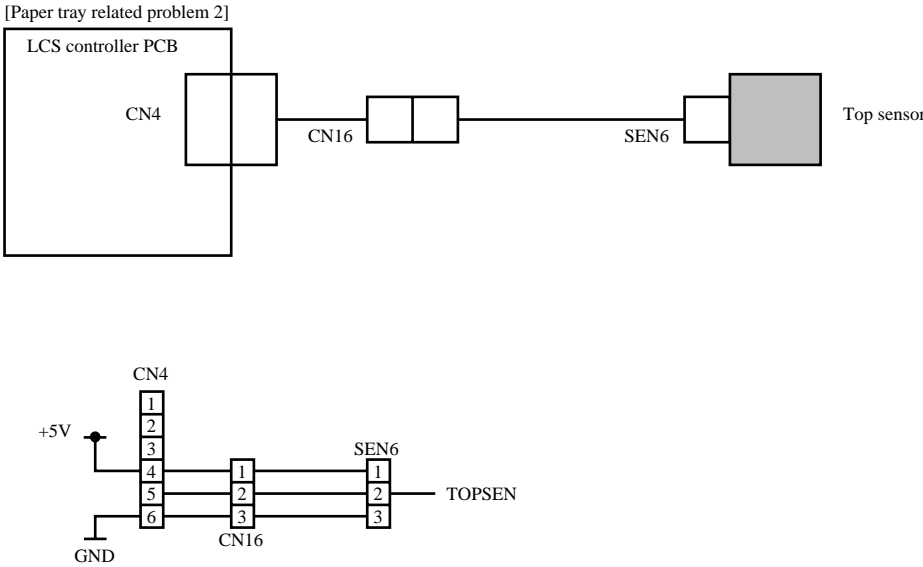 [Paper tray related problem 2]
LCS controller PCB
CN4
CN16
SEN6
Top sensor
CN4
1
2
3
4
5
6
+5V
GND
1
2
3
CN16
SEN6
1
2
3
TOPSEN